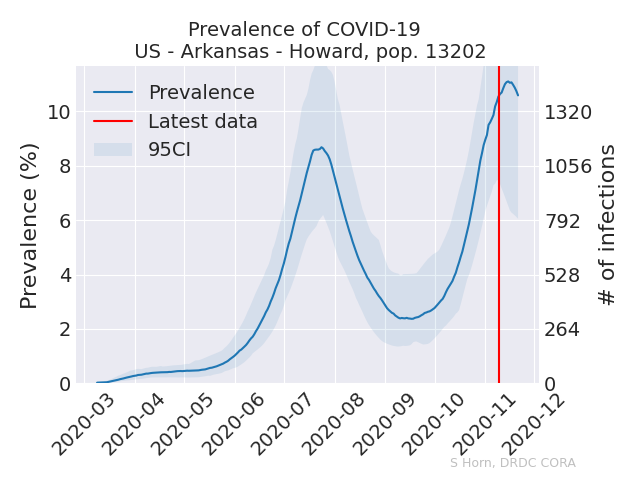 Prevalence of COVID-19
US - Arkansas - Howard, pop. 13202
Prevalence
Latest data
95CI
Prevalence (%)
10
8
6
4
2
0
1320
1056
792
528
264
0
# of infections
2020-03
2020-04
2020-05
2020-06
2020-07
2020-08
2020-09
2020-10
2020-11
2020-12
S Horn, DRDC CORA